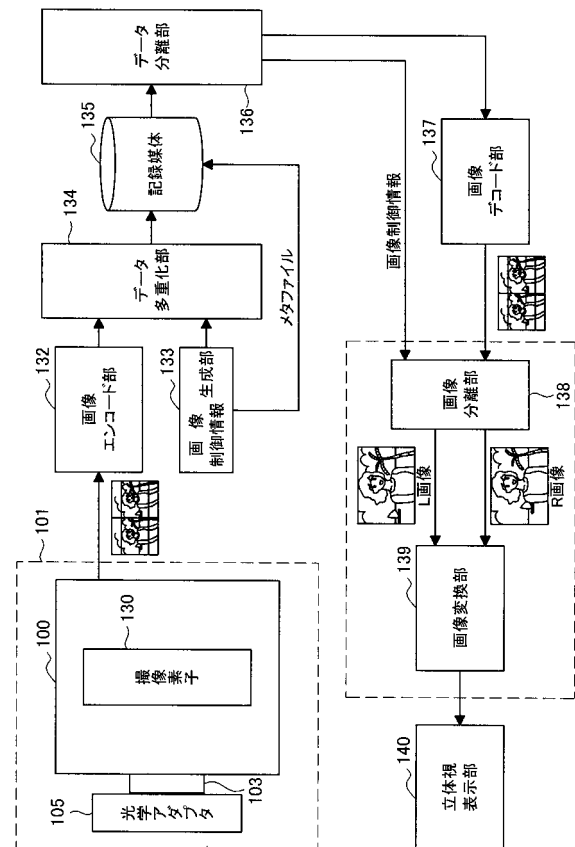 101
100
130
撮像素子
103
105
光学アダプタ
132
画像
エンコード部
133
画 像
制御情報
生成部
134
データ
多重化部
135
記録媒体
メタファイル
データ
分離部
136
画像制御情報
137
画像
デコード部
画像
分離部
138
L画像
R画像
139
画像変換部
140
立体視
表示部